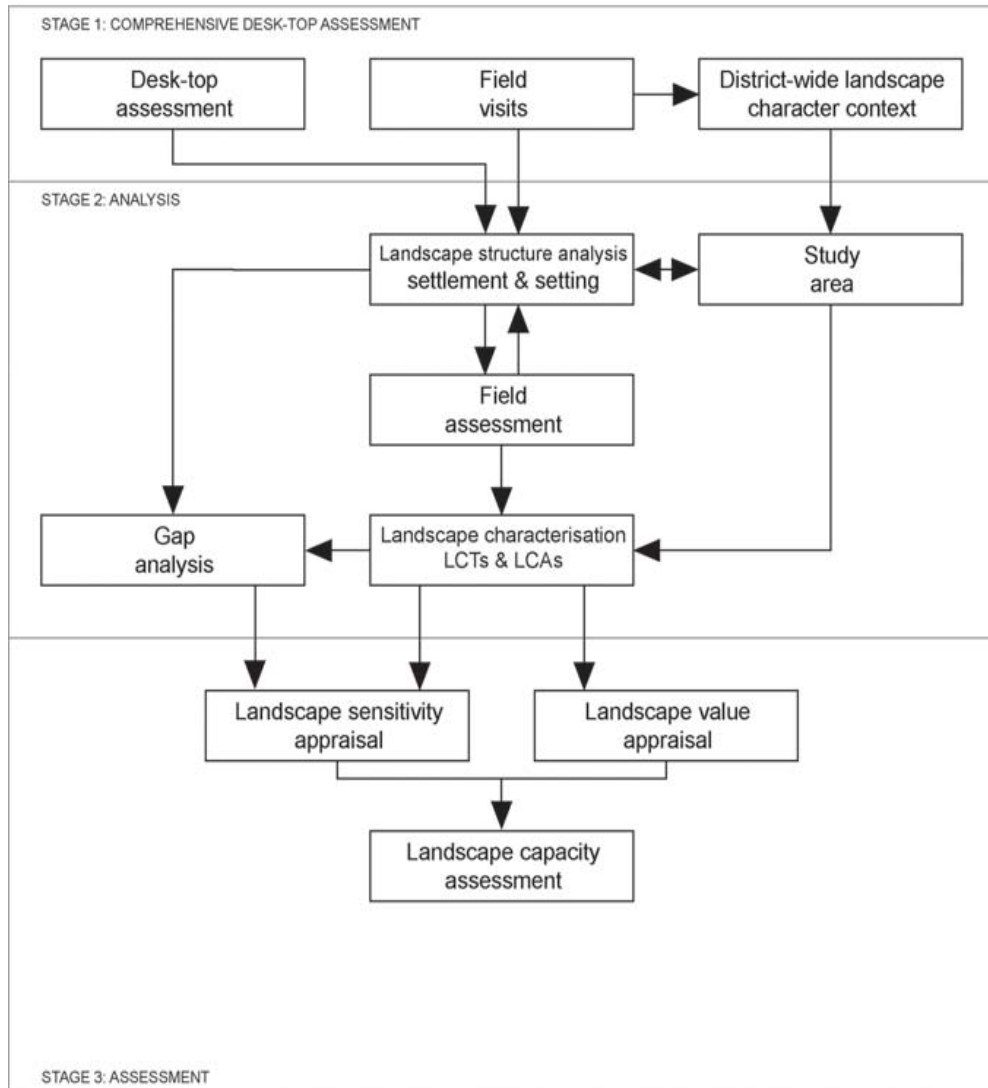 STAGE 1: COMPREHENSIVE DESK-TOP ASSESSMENT
Desk-top
assessment
Field
visits
District-wide landscape
character context
STAGE 2: ANALYSIS
Landscape structure analysis
settlement & setting
Study
area
Field
assessment
Gap
analysis
Landscape characterisation
LCTs & LCAs
Landscape sensitivity
appraisal
Landscape value
appraisal
Landscape capacity
assessment
STAGE 3: ASSESSMENT